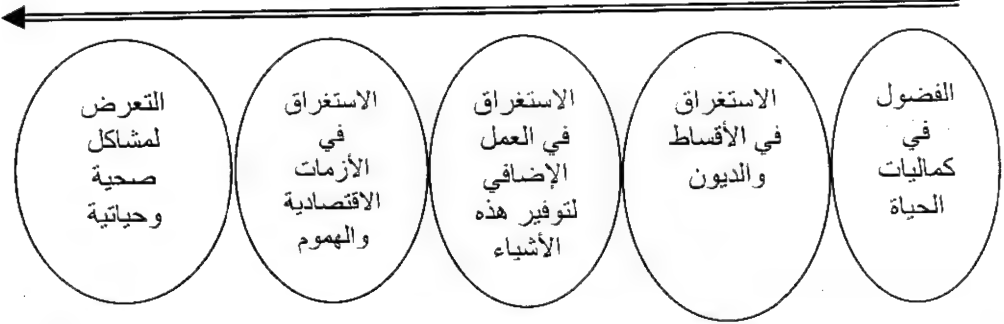 الفضول
في
كماليات
الحياة
الاستغراق
في الأقساط
والديون
الاستغراق
في العمل
الإضافي
لتوفير هذه
الأشياء
الاستغراق
في
الأزمات
الاقتصادية
والهموم
التعرض
لمشاكل
صحية
وحياتية